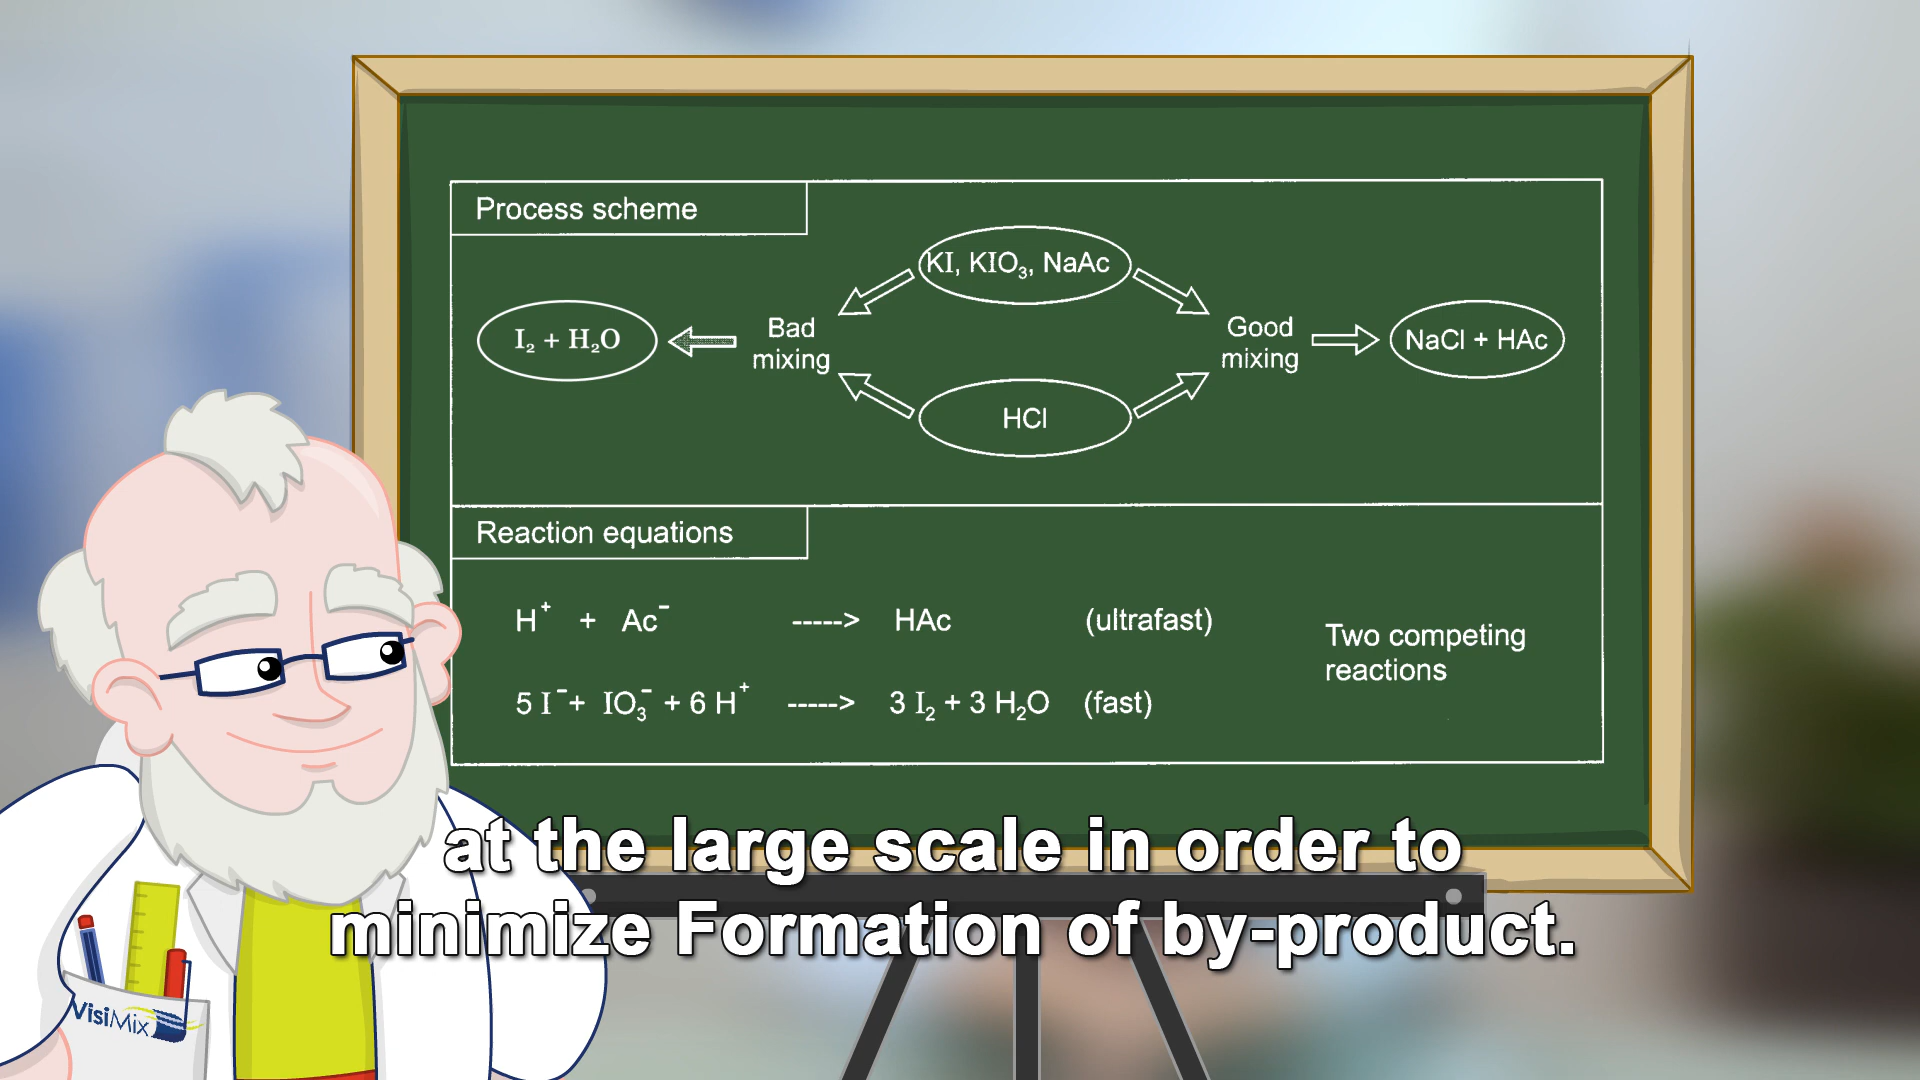 Process scheme
KI, KIO₃, NaAc
I₂ + H₂O
Bad
mixing
Good
mixing
NaCl + HAc
HCl
Reaction equations
H⁺ + Ac⁻ -----> HAc (ultrafast)
5 I⁻ + IO₃⁻ + 6 H⁺ -----> 3 I₂ + 3 H₂O (fast)
Two competing
reactions
at the large scale in order to
minimize Formation of by-product.
VisiMix